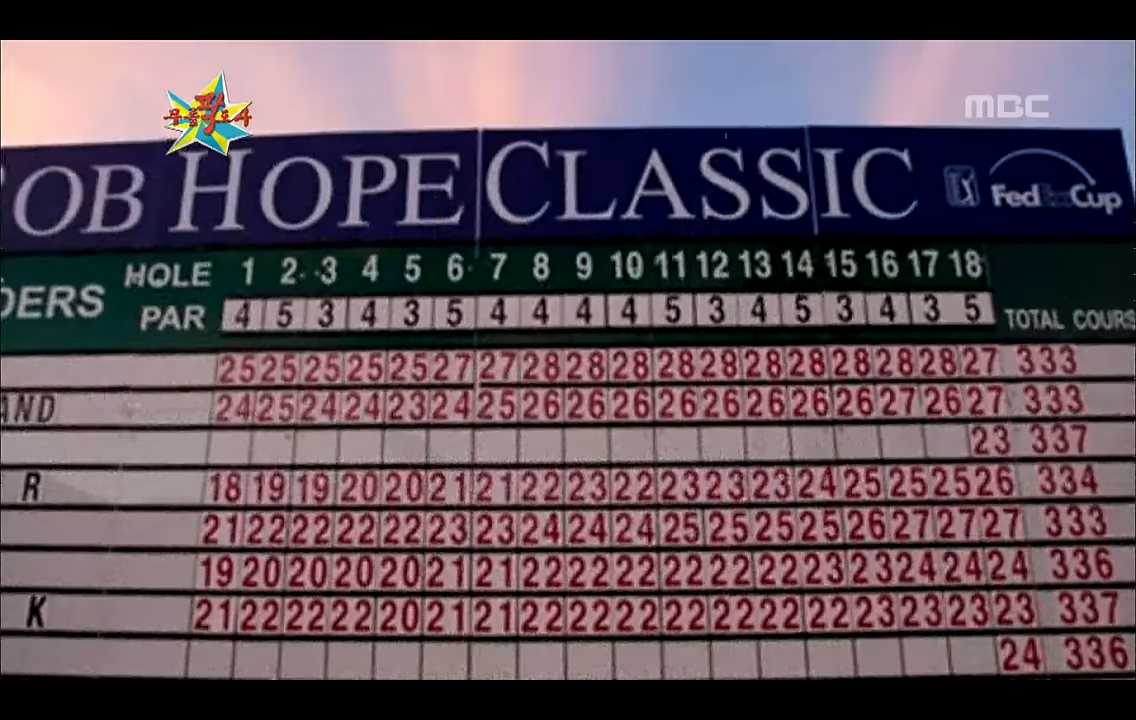 무릎팍도사
MBC
OB HOPE CLASSIC FedExCup
DERS HOLE 1 2 3 4 5 6 7 8 9 10 11 12 13 14 15 16 17 18
PAR 4 5 3 4 3 5 4 4 4 4 5 3 4 5 3 4 3 5 TOTAL COURS
25 25 25 25 25 27 27 28 28 28 28 28 28 28 28 28 28 27 333
AND 24 25 24 24 23 24 25 26 26 26 26 26 26 26 26 27 26 27 333
23 337
R 18 19 19 20 20 21 21 22 23 22 23 23 23 24 25 25 25 26 334
21 22 22 22 22 23 23 24 24 24 25 25 25 25 26 27 27 27 333
19 20 20 20 20 21 21 22 22 22 22 22 22 23 23 24 24 24 336
K 21 22 22 22 20 21 21 22 22 22 22 22 22 22 23 23 23 23 337
24 336